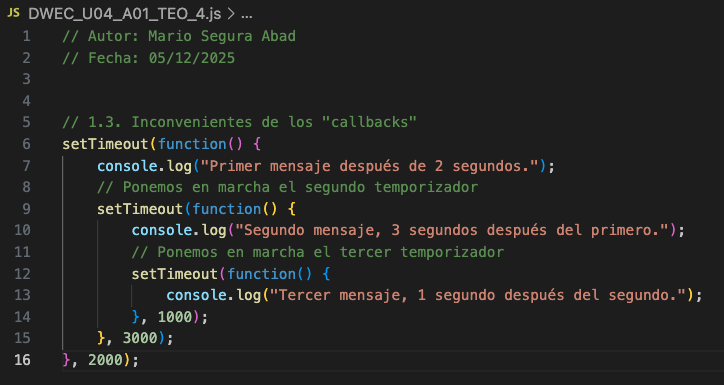 JS DWEC_U04_A01_TEO_4.js > ...
1 // Autor: Mario Segura Abad
2 // Fecha: 05/12/2025
3
4
5 // 1.3. Inconvenientes de los "callbacks"
6 setTimeout(function() {
7     console.log("Primer mensaje después de 2 segundos.");
8     // Ponemos en marcha el segundo temporizador
9     setTimeout(function() {
10         console.log("Segundo mensaje, 3 segundos después del primero.");
11         // Ponemos en marcha el tercer temporizador
12         setTimeout(function() {
13             console.log("Tercer mensaje, 1 segundo después del segundo.");
14         }, 1000);
15     }, 3000);
16 }, 2000);